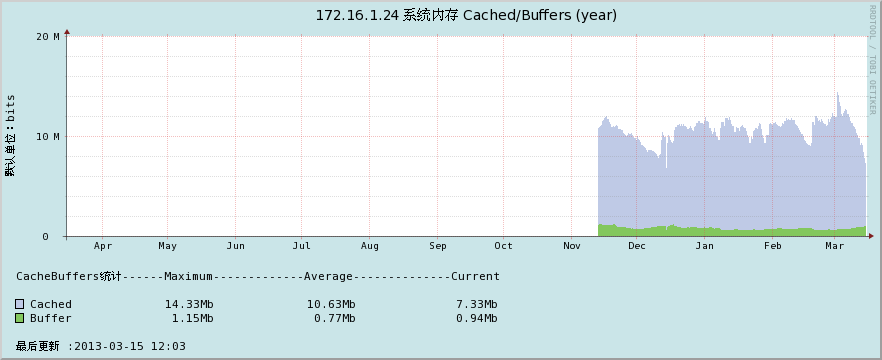 172.16.1.24 系统内存 Cached/Buffers (year)
RRDTOOL / TOBI OETIKER
默认单位：bits
20 M
10 M
0
Apr May Jun Jul Aug Sep Oct Nov Dec Jan Feb Mar
CacheBuffers统计------Maximum-------------Average--------------Current
Cached 14.33Mb 10.63Mb 7.33Mb
Buffer 1.15Mb 0.77Mb 0.94Mb
最后更新 :2013-03-15 12:03